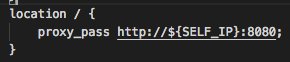 location / {
    proxy_pass http://${SELF_IP}:8080;
}